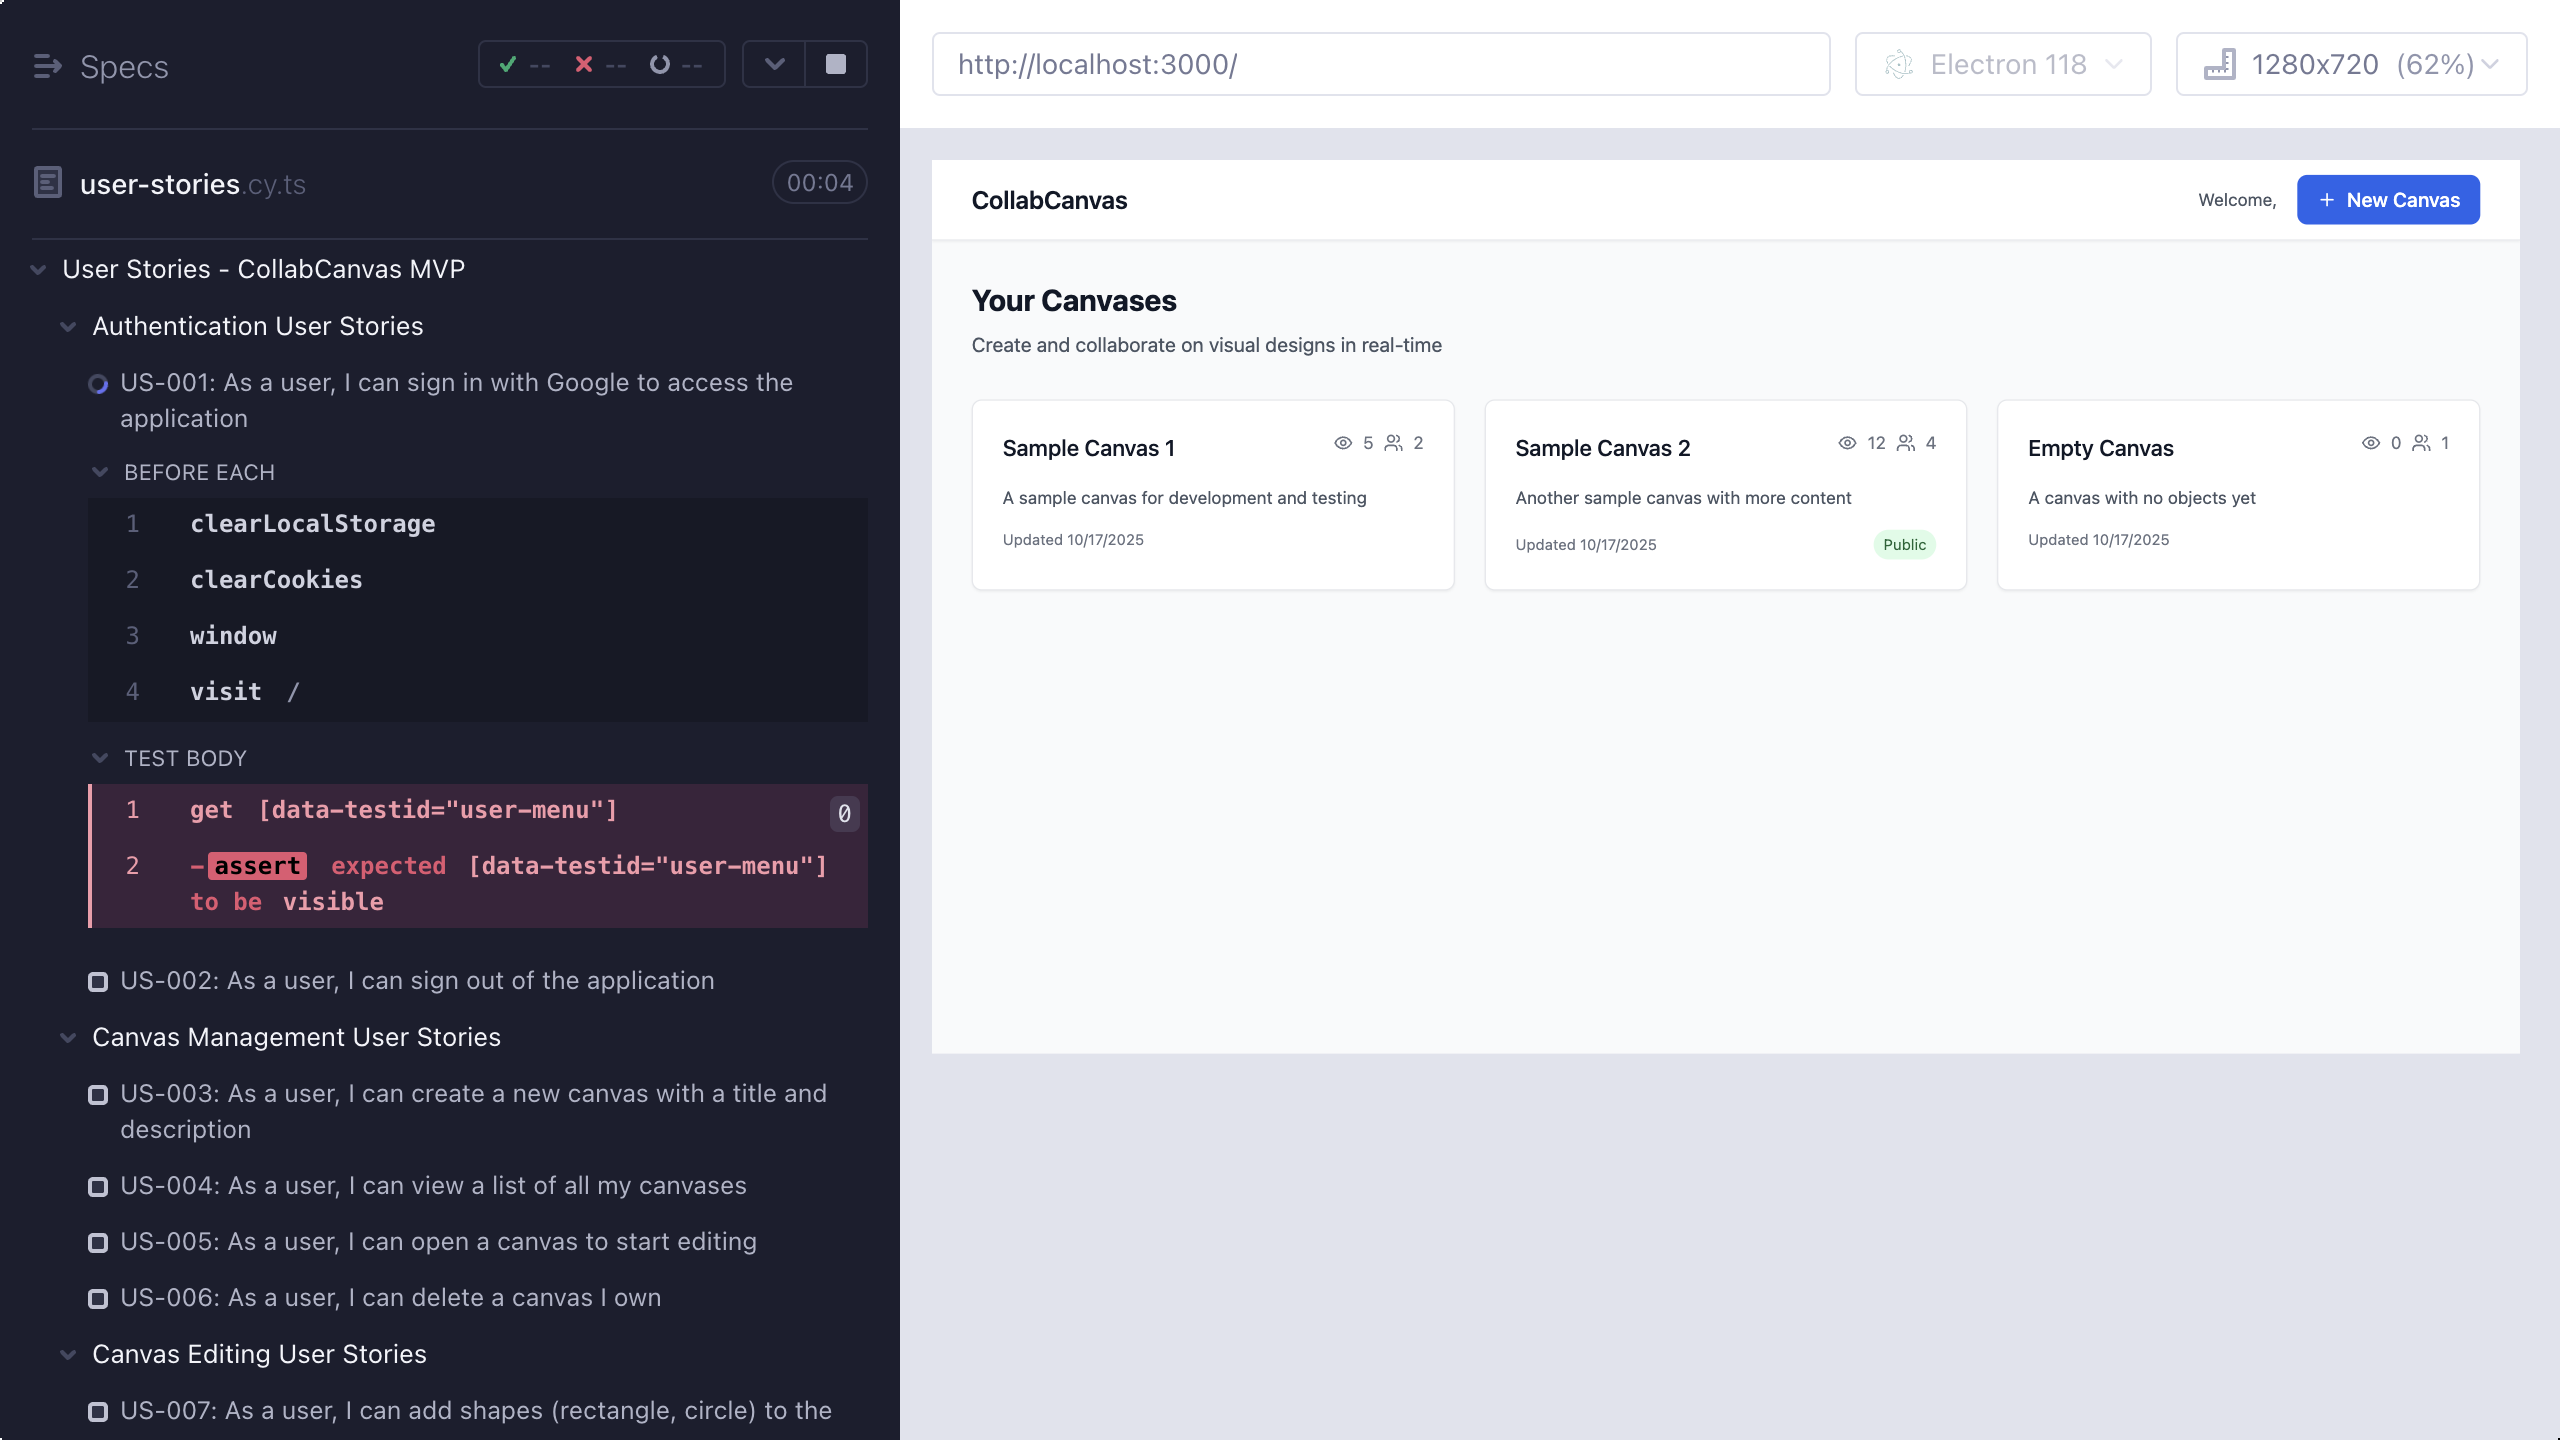 Specs
--
--
--
user-stories.cy.ts
00:04
User Stories - CollabCanvas MVP
Authentication User Stories
US-001: As a user, I can sign in with Google to access the
application
BEFORE EACH
1 clearLocalStorage
2 clearCookies
3 window
4 visit /
TEST BODY
1 get [data-testid="user-menu"] 0
2 -assert expected [data-testid="user-menu"]
to be visible
US-002: As a user, I can sign out of the application
Canvas Management User Stories
US-003: As a user, I can create a new canvas with a title and
description
US-004: As a user, I can view a list of all my canvases
US-005: As a user, I can open a canvas to start editing
US-006: As a user, I can delete a canvas I own
Canvas Editing User Stories
US-007: As a user, I can add shapes (rectangle, circle) to the
http://localhost:3000/
Electron 118
1280x720 (62%)
CollabCanvas
Welcome,
+ New Canvas
Your Canvases
Create and collaborate on visual designs in real-time
Sample Canvas 1
5 2
A sample canvas for development and testing
Updated 10/17/2025
Sample Canvas 2
12 4
Another sample canvas with more content
Updated 10/17/2025
Public
Empty Canvas
0 1
A canvas with no objects yet
Updated 10/17/2025